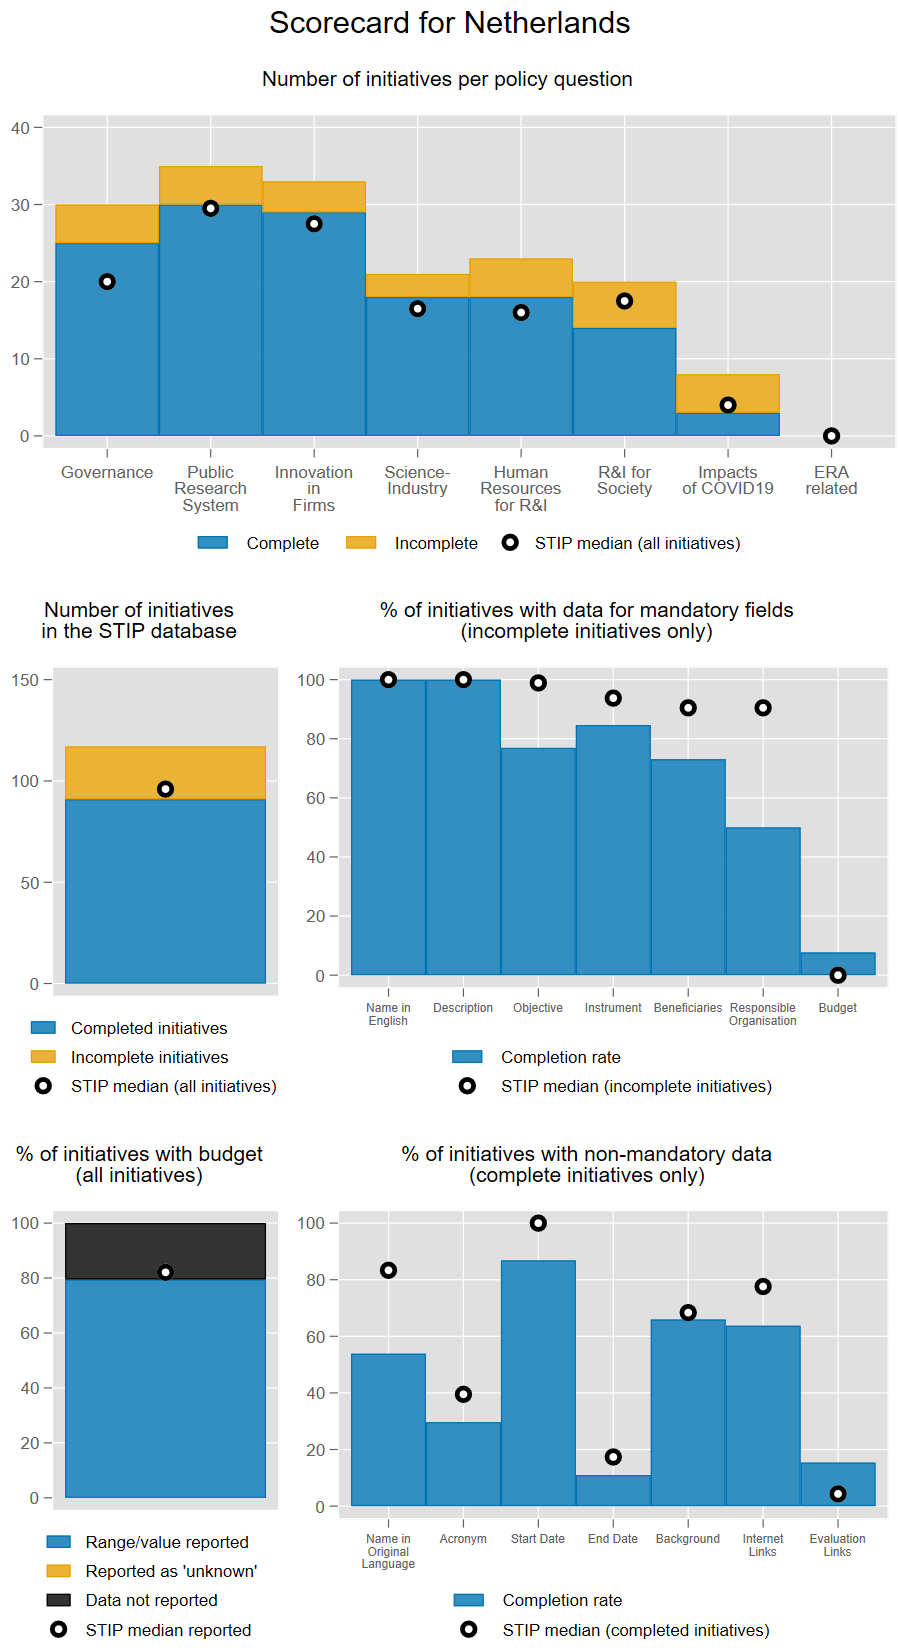 Scorecard for Netherlands
Number of initiatives per policy question
40
30
20
10
0
Governance
Public
Research
System
Innovation
in
Firms
Science-
Industry
Human
Resources
for R&I
R&I for
Society
Impacts
of COVID19
ERA
related
Complete
Incomplete
STIP median (all initiatives)
Number of initiatives
in the STIP database
150
100
50
0
Completed initiatives
Incomplete initiatives
STIP median (all initiatives)
% of initiatives with data for mandatory fields
(incomplete initiatives only)
100
80
60
40
20
0
Name in
English
Description
Objective
Instrument
Beneficiaries
Responsible
Organisation
Budget
Completion rate
STIP median (incomplete initiatives)
% of initiatives with budget
(all initiatives)
100
80
60
40
20
0
Range/value reported
Reported as 'unknown'
Data not reported
STIP median reported
% of initiatives with non-mandatory data
(complete initiatives only)
100
80
60
40
20
0
Name in
Original
Language
Acronym
Start Date
End Date
Background
Internet
Links
Evaluation
Links
Completion rate
STIP median (completed initiatives)